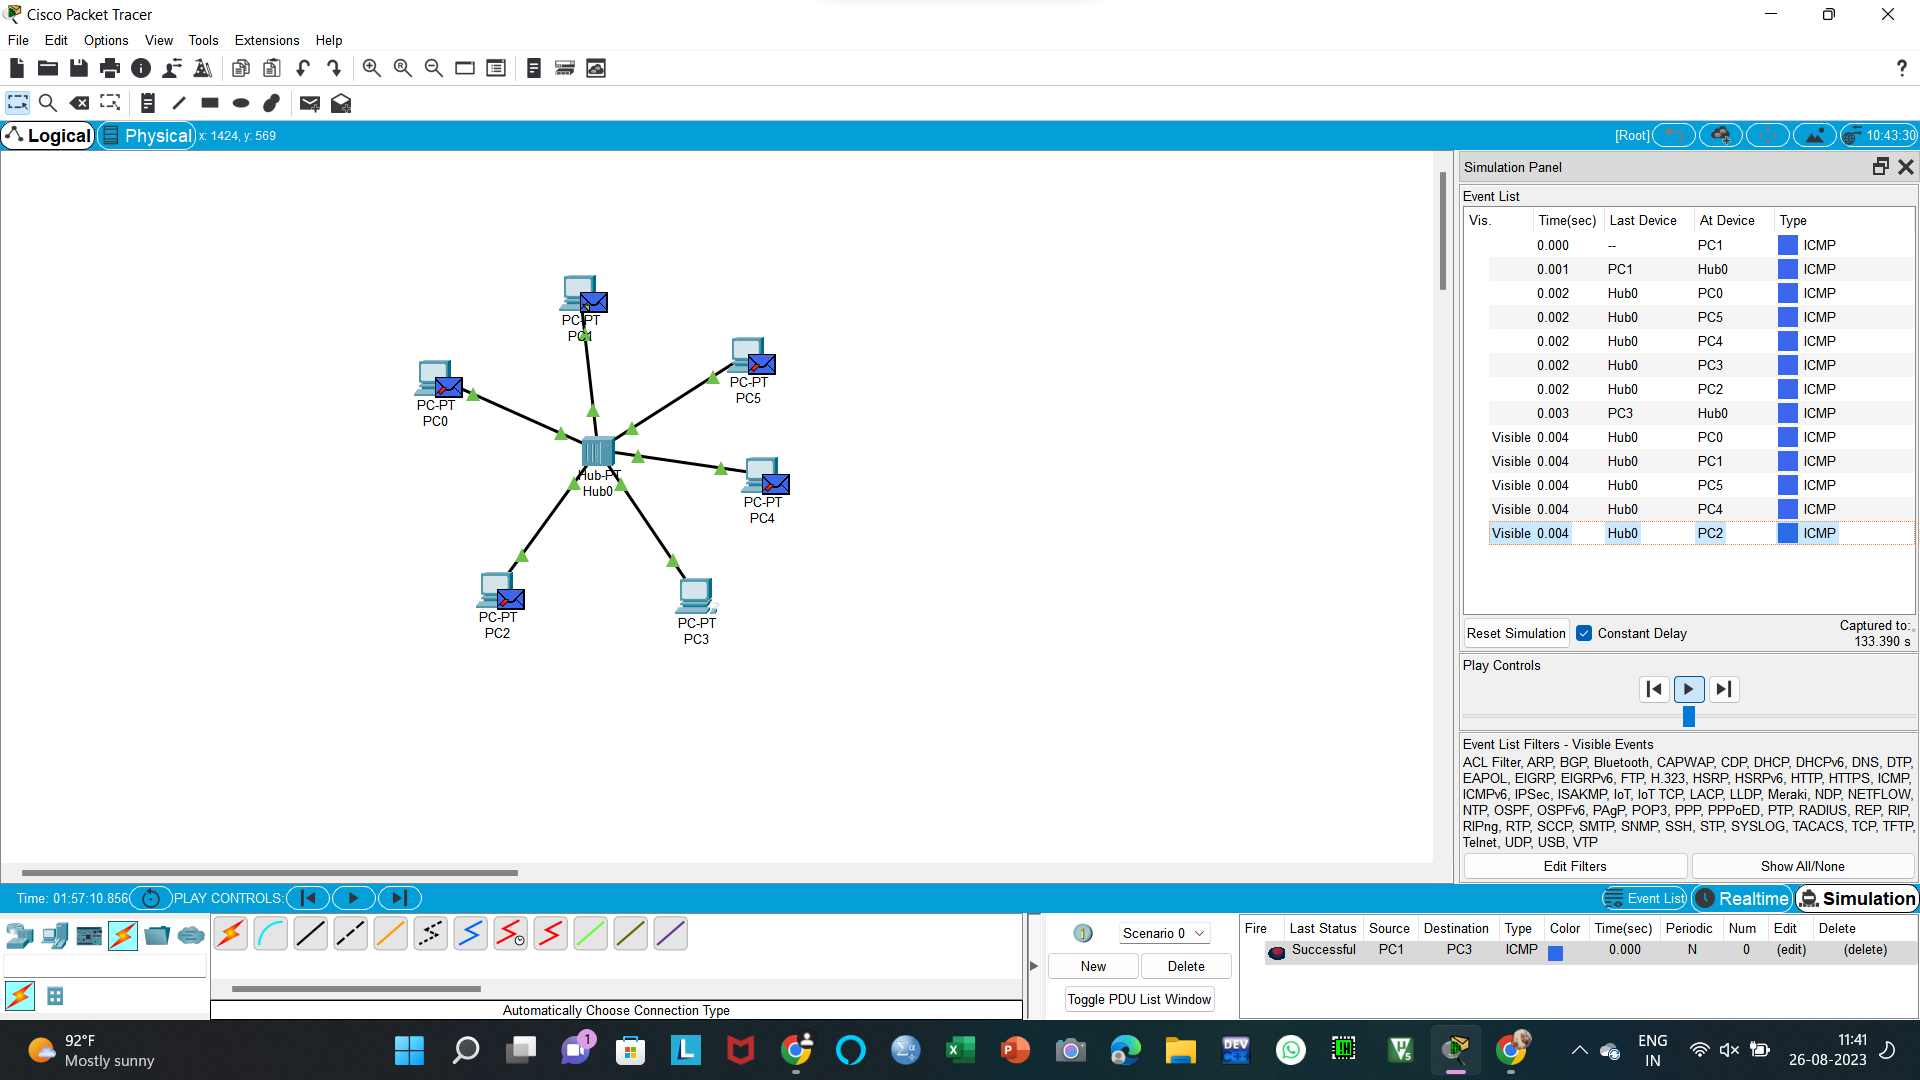 Cisco Packet Tracer
File Edit Options View Tools Extensions Help
Logical Physical x: 1424, y: 569 [Root] 10:43:30
PC-PT
PC1
PC-PT
PC5
PC-PT
PC0
Hub-PT
Hub0
PC-PT
PC4
PC-PT
PC2
PC-PT
PC3
Simulation Panel
Event List
Vis. Time(sec) Last Device At Device Type
0.000 -- PC1 ICMP
0.001 PC1 Hub0 ICMP
0.002 Hub0 PC0 ICMP
0.002 Hub0 PC5 ICMP
0.002 Hub0 PC4 ICMP
0.002 Hub0 PC3 ICMP
0.002 Hub0 PC2 ICMP
0.003 PC3 Hub0 ICMP
Visible 0.004 Hub0 PC0 ICMP
Visible 0.004 Hub0 PC1 ICMP
Visible 0.004 Hub0 PC5 ICMP
Visible 0.004 Hub0 PC4 ICMP
Visible 0.004 Hub0 PC2 ICMP
Reset Simulation Constant Delay Captured to:
133.390 s
Play Controls
Event List Filters - Visible Events
ACL Filter, ARP, BGP, Bluetooth, CAPWAP, CDP, DHCP, DHCPv6, DNS, DTP,
EAPOL, EIGRP, EIGRPv6, FTP, H.323, HSRP, HSRPv6, HTTP, HTTPS, ICMP,
ICMPv6, IPSec, ISAKMP, IoT, IoT TCP, LACP, LLDP, Meraki, NDP, NETFLOW,
NTP, OSPF, OSPFv6, PAgP, POP3, PPP, PPPoED, PTP, RADIUS, REP, RIP,
RIPng, RTP, SCCP, SMTP, SNMP, SSH, STP, SYSLOG, TACACS, TCP, TFTP,
Telnet, UDP, USB, VTP
Edit Filters Show All/None
Time: 01:57:10.856 PLAY CONTROLS: Event List Realtime Simulation
Scenario 0
New Delete
Toggle PDU List Window
Fire Last Status Source Destination Type Color Time(sec) Periodic Num Edit Delete
Successful PC1 PC3 ICMP 0.000 N 0 (edit) (delete)
Automatically Choose Connection Type
92°F
Mostly sunny
1
L
DEV
C++
ENG
IN
11:41
26-08-2023